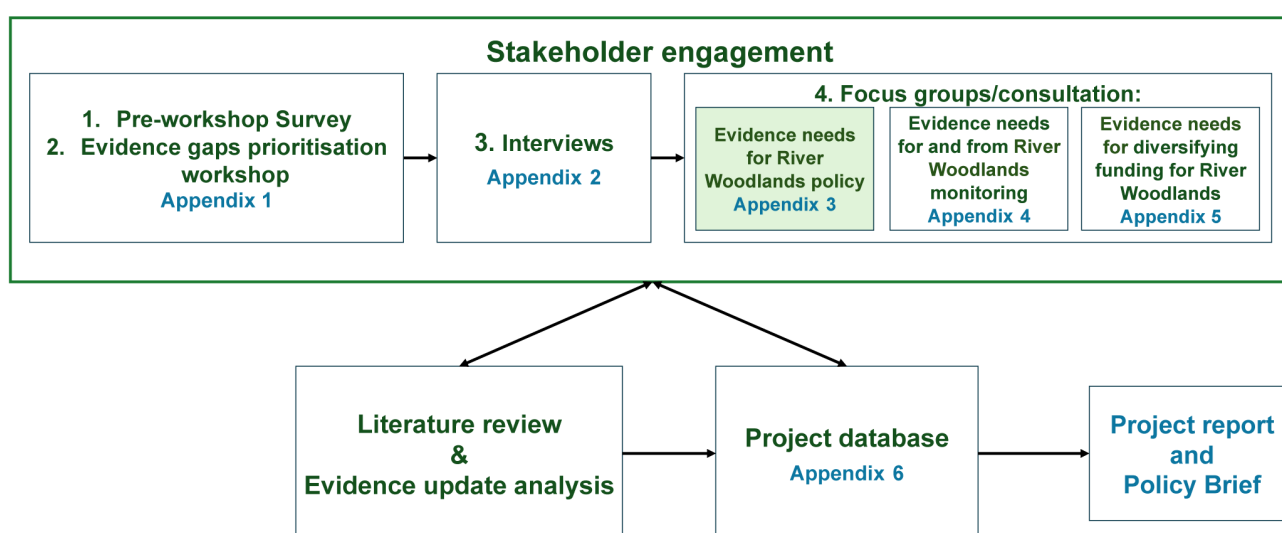 Stakeholder engagement
1. Pre-workshop Survey
2. Evidence gaps prioritisation
workshop
Appendix 1
3. Interviews
Appendix 2
4. Focus groups/consultation:
Evidence needs
for River
Woodlands policy
Appendix 3
Evidence needs
for and from River
Woodlands
monitoring
Appendix 4
Evidence needs
for diversifying
funding for River
Woodlands
Appendix 5
Literature review
&
Evidence update analysis
Project database
Appendix 6
Project report
and
Policy Brief